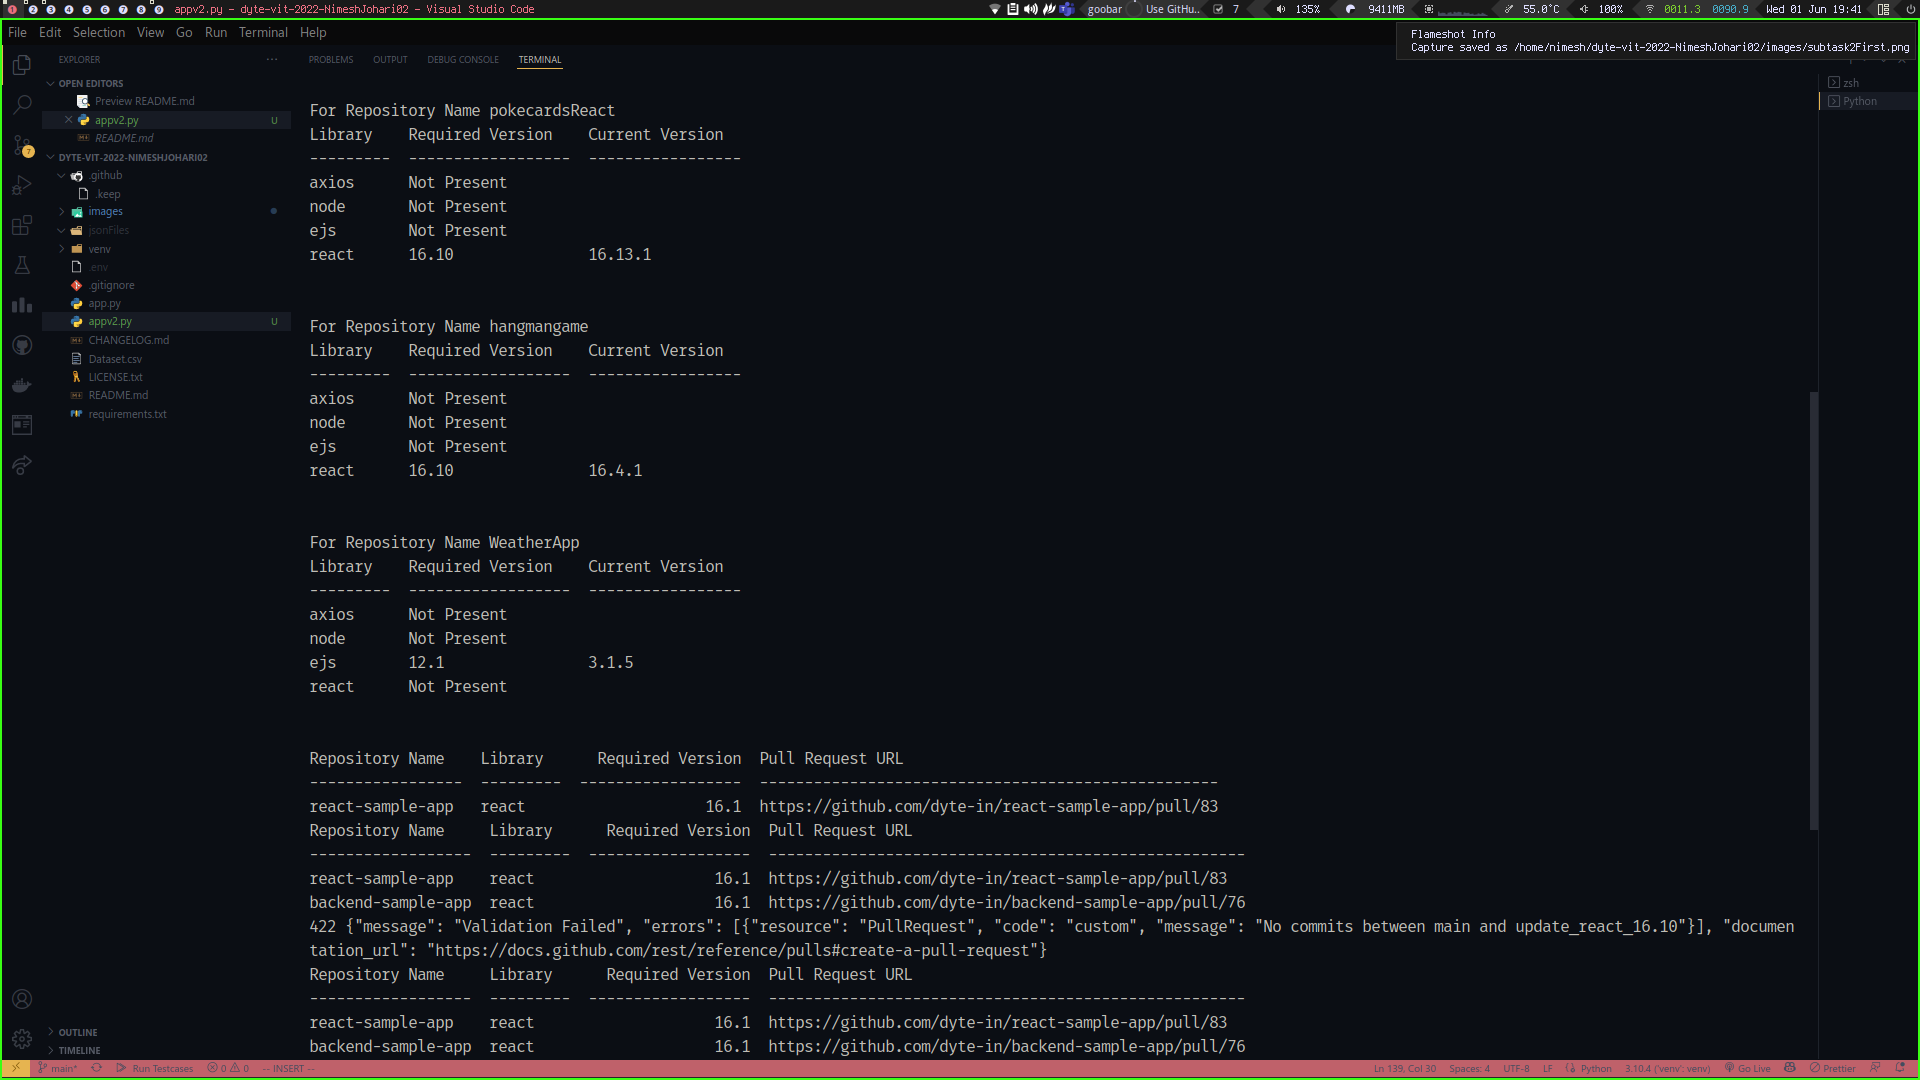 1 2 3 4 5 6 7 8 9 appv2.py - dyte-vit-2022-NimeshJohari02 - Visual Studio Code goobar Use GitHu.. 7 135% 9411MB 55.0°C 100% 0011.3 0090.9 Wed 01 Jun 19:41
File Edit Selection View Go Run Terminal Help
Flameshot Info
Capture saved as /home/nimesh/dyte-vit-2022-NimeshJohari02/images/subtask2First.png
EXPLORER ...
OPEN EDITORS
Preview README.md
appv2.py U
README.md
DYTE-VIT-2022-NIMESHJOHARI02
.github
.keep
images
jsonFiles
venv
.env
.gitignore
app.py
appv2.py U
CHANGELOG.md
Dataset.csv
LICENSE.txt
README.md
requirements.txt
OUTLINE
TIMELINE
7
PROBLEMS OUTPUT DEBUG CONSOLE TERMINAL
zsh
Python
For Repository Name pokecardsReact
Library Required Version Current Version
--------- ------------------ -----------------
axios Not Present
node Not Present
ejs Not Present
react 16.10 16.13.1
For Repository Name hangmangame
Library Required Version Current Version
--------- ------------------ -----------------
axios Not Present
node Not Present
ejs Not Present
react 16.10 16.4.1
For Repository Name WeatherApp
Library Required Version Current Version
--------- ------------------ -----------------
axios Not Present
node Not Present
ejs 12.1 3.1.5
react Not Present
Repository Name Library Required Version Pull Request URL
----------------- --------- ------------------ ---------------------------------------------------
react-sample-app react 16.1 https://github.com/dyte-in/react-sample-app/pull/83
Repository Name Library Required Version Pull Request URL
------------------ --------- ------------------ -----------------------------------------------------
react-sample-app react 16.1 https://github.com/dyte-in/react-sample-app/pull/83
backend-sample-app react 16.1 https://github.com/dyte-in/backend-sample-app/pull/76
422 {"message": "Validation Failed", "errors": [{"resource": "PullRequest", "code": "custom", "message": "No commits between main and update_react_16.10"}], "documen
tation_url": "https://docs.github.com/rest/reference/pulls#create-a-pull-request"}
Repository Name Library Required Version Pull Request URL
------------------ --------- ------------------ -----------------------------------------------------
react-sample-app react 16.1 https://github.com/dyte-in/react-sample-app/pull/83
backend-sample-app react 16.1 https://github.com/dyte-in/backend-sample-app/pull/76
main* Run Testcases 0 0 -- INSERT -- Ln 139, Col 30 Spaces: 4 UTF-8 LF Python 3.10.4 ('venv': venv) Go Live Prettier